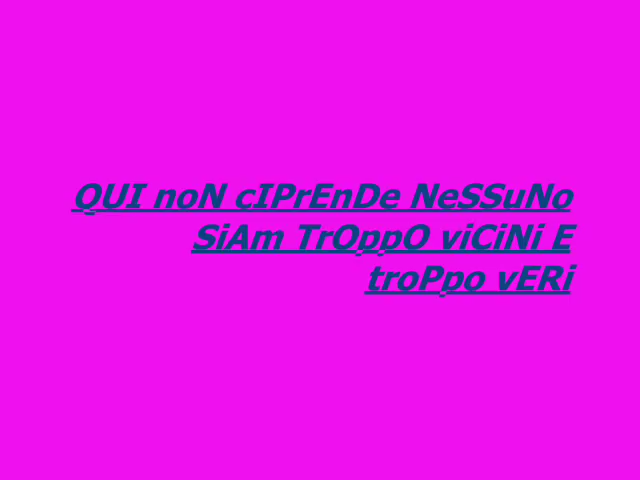 QUI noN cIPrEnDe NeSSuNo
SiAm TrOppO viCiNi E
troPpo vERi